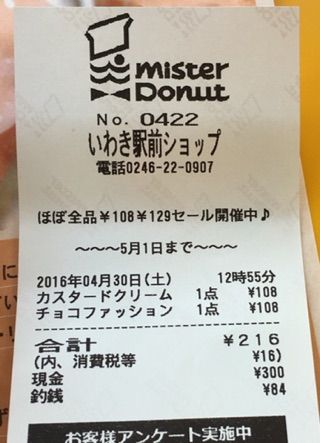 mister
Donut
No. 0422
いわき駅前ショップ
電話0246-22-0907
ほぼ全品¥108¥129セール開催中♪
〜〜〜5月1日まで〜〜〜
2016年04月30日(土) 12時55分
カスタードクリーム 1点 ¥108
チョコファッション 1点 ¥108
合計 ¥216
(内、消費税等 ¥16)
現金 ¥300
釣銭 ¥84
お客様アンケート実施中